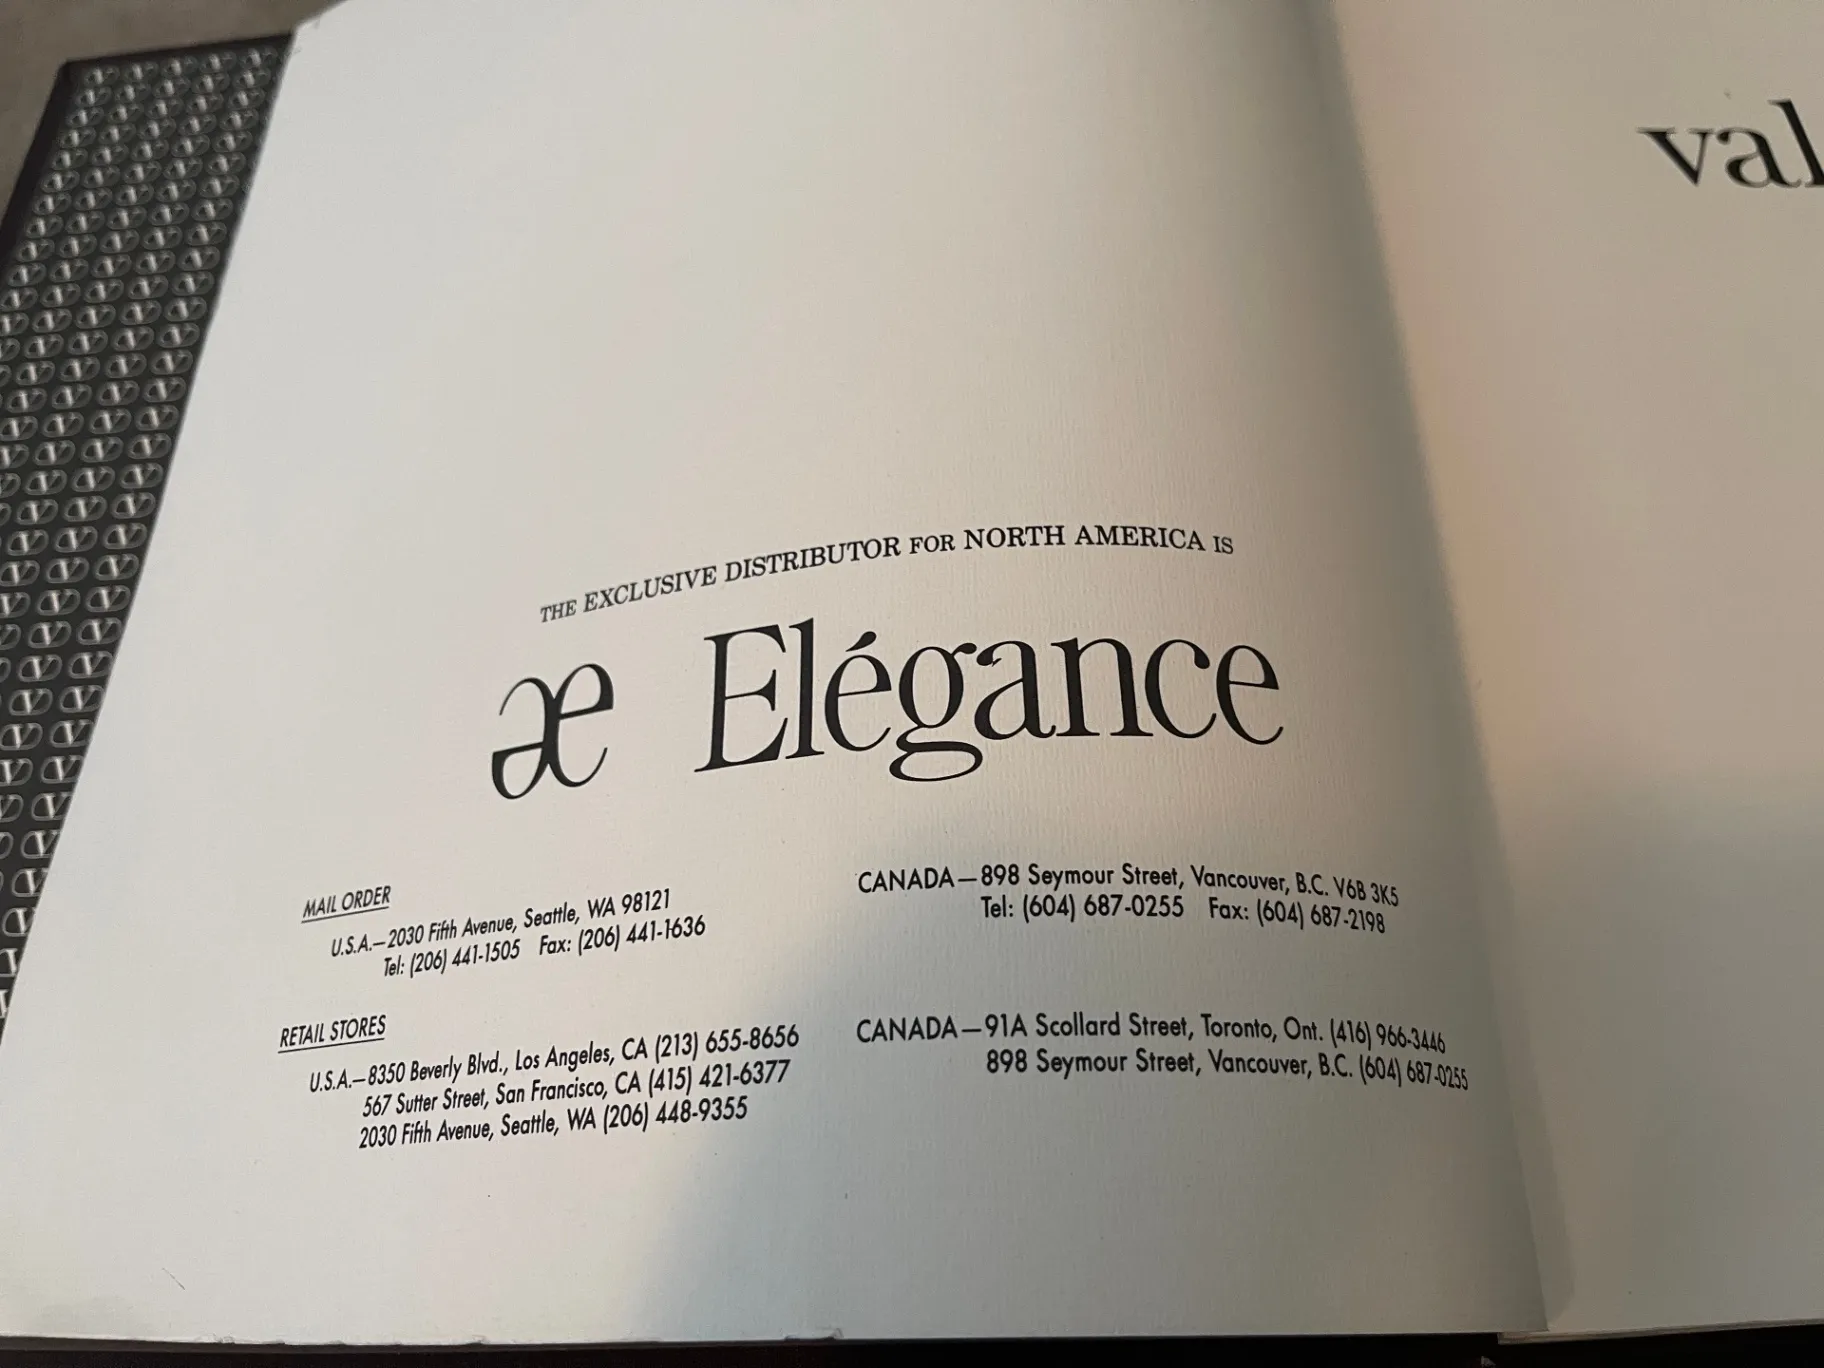 val
THE EXCLUSIVE DISTRIBUTOR FOR NORTH AMERICA IS
æ Elégance
MAIL ORDER
U.S.A.—2030 Fifth Avenue, Seattle, WA 98121
Tel: (206) 441-1505 Fax: (206) 441-1636
CANADA—898 Seymour Street, Vancouver, B.C. V6B 3K5
Tel: (604) 687-0255 Fax: (604) 687-2198
RETAIL STORES
U.S.A.—8350 Beverly Blvd., Los Angeles, CA (213) 655-8656
567 Sutter Street, San Francisco, CA (415) 421-6377
2030 Fifth Avenue, Seattle, WA (206) 448-9355
CANADA—91A Scollard Street, Toronto, Ont. (416) 966-3446
898 Seymour Street, Vancouver, B.C. (604) 687-0255